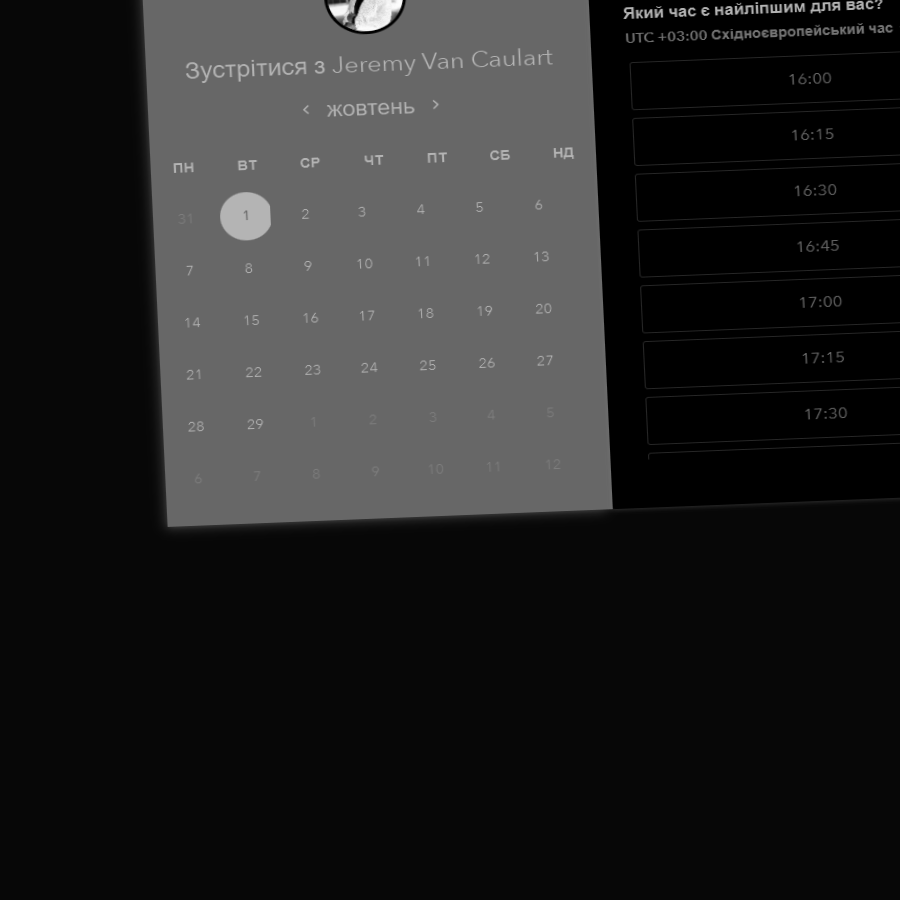 Зустрітися з Jeremy Van Caulart
‹ жовтень ›
ПН ВТ СР ЧТ ПТ СБ НД
31 1 2 3 4 5 6
7 8 9 10 11 12 13
14 15 16 17 18 19 20
21 22 23 24 25 26 27
28 29 1 2 3 4 5
6 7 8 9 10 11 12
Який час є найліпшим для вас?
UTC +03:00 Східноєвропейський час
16:00
16:15
16:30
16:45
17:00
17:15
17:30